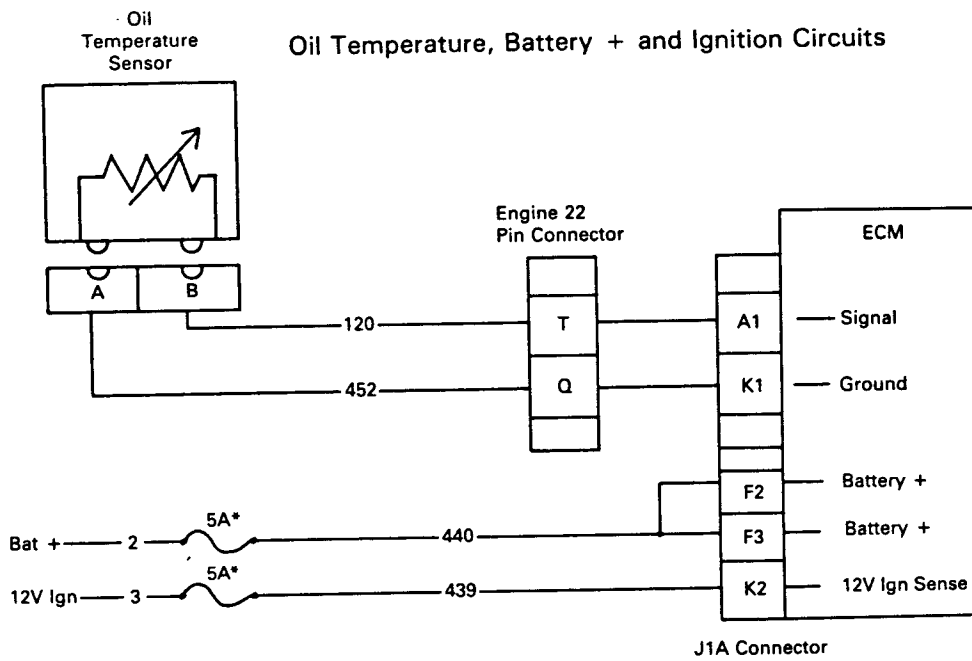 Oil
Temperature
Sensor
Oil Temperature, Battery + and Ignition Circuits
Engine 22
Pin Connector
ECM
A B
120 T A1 Signal
452 Q K1 Ground
F2 Battery +
Bat + 2 5A* 440 F3 Battery +
12V Ign 3 5A* 439 K2 12V Ign Sense
J1A Connector